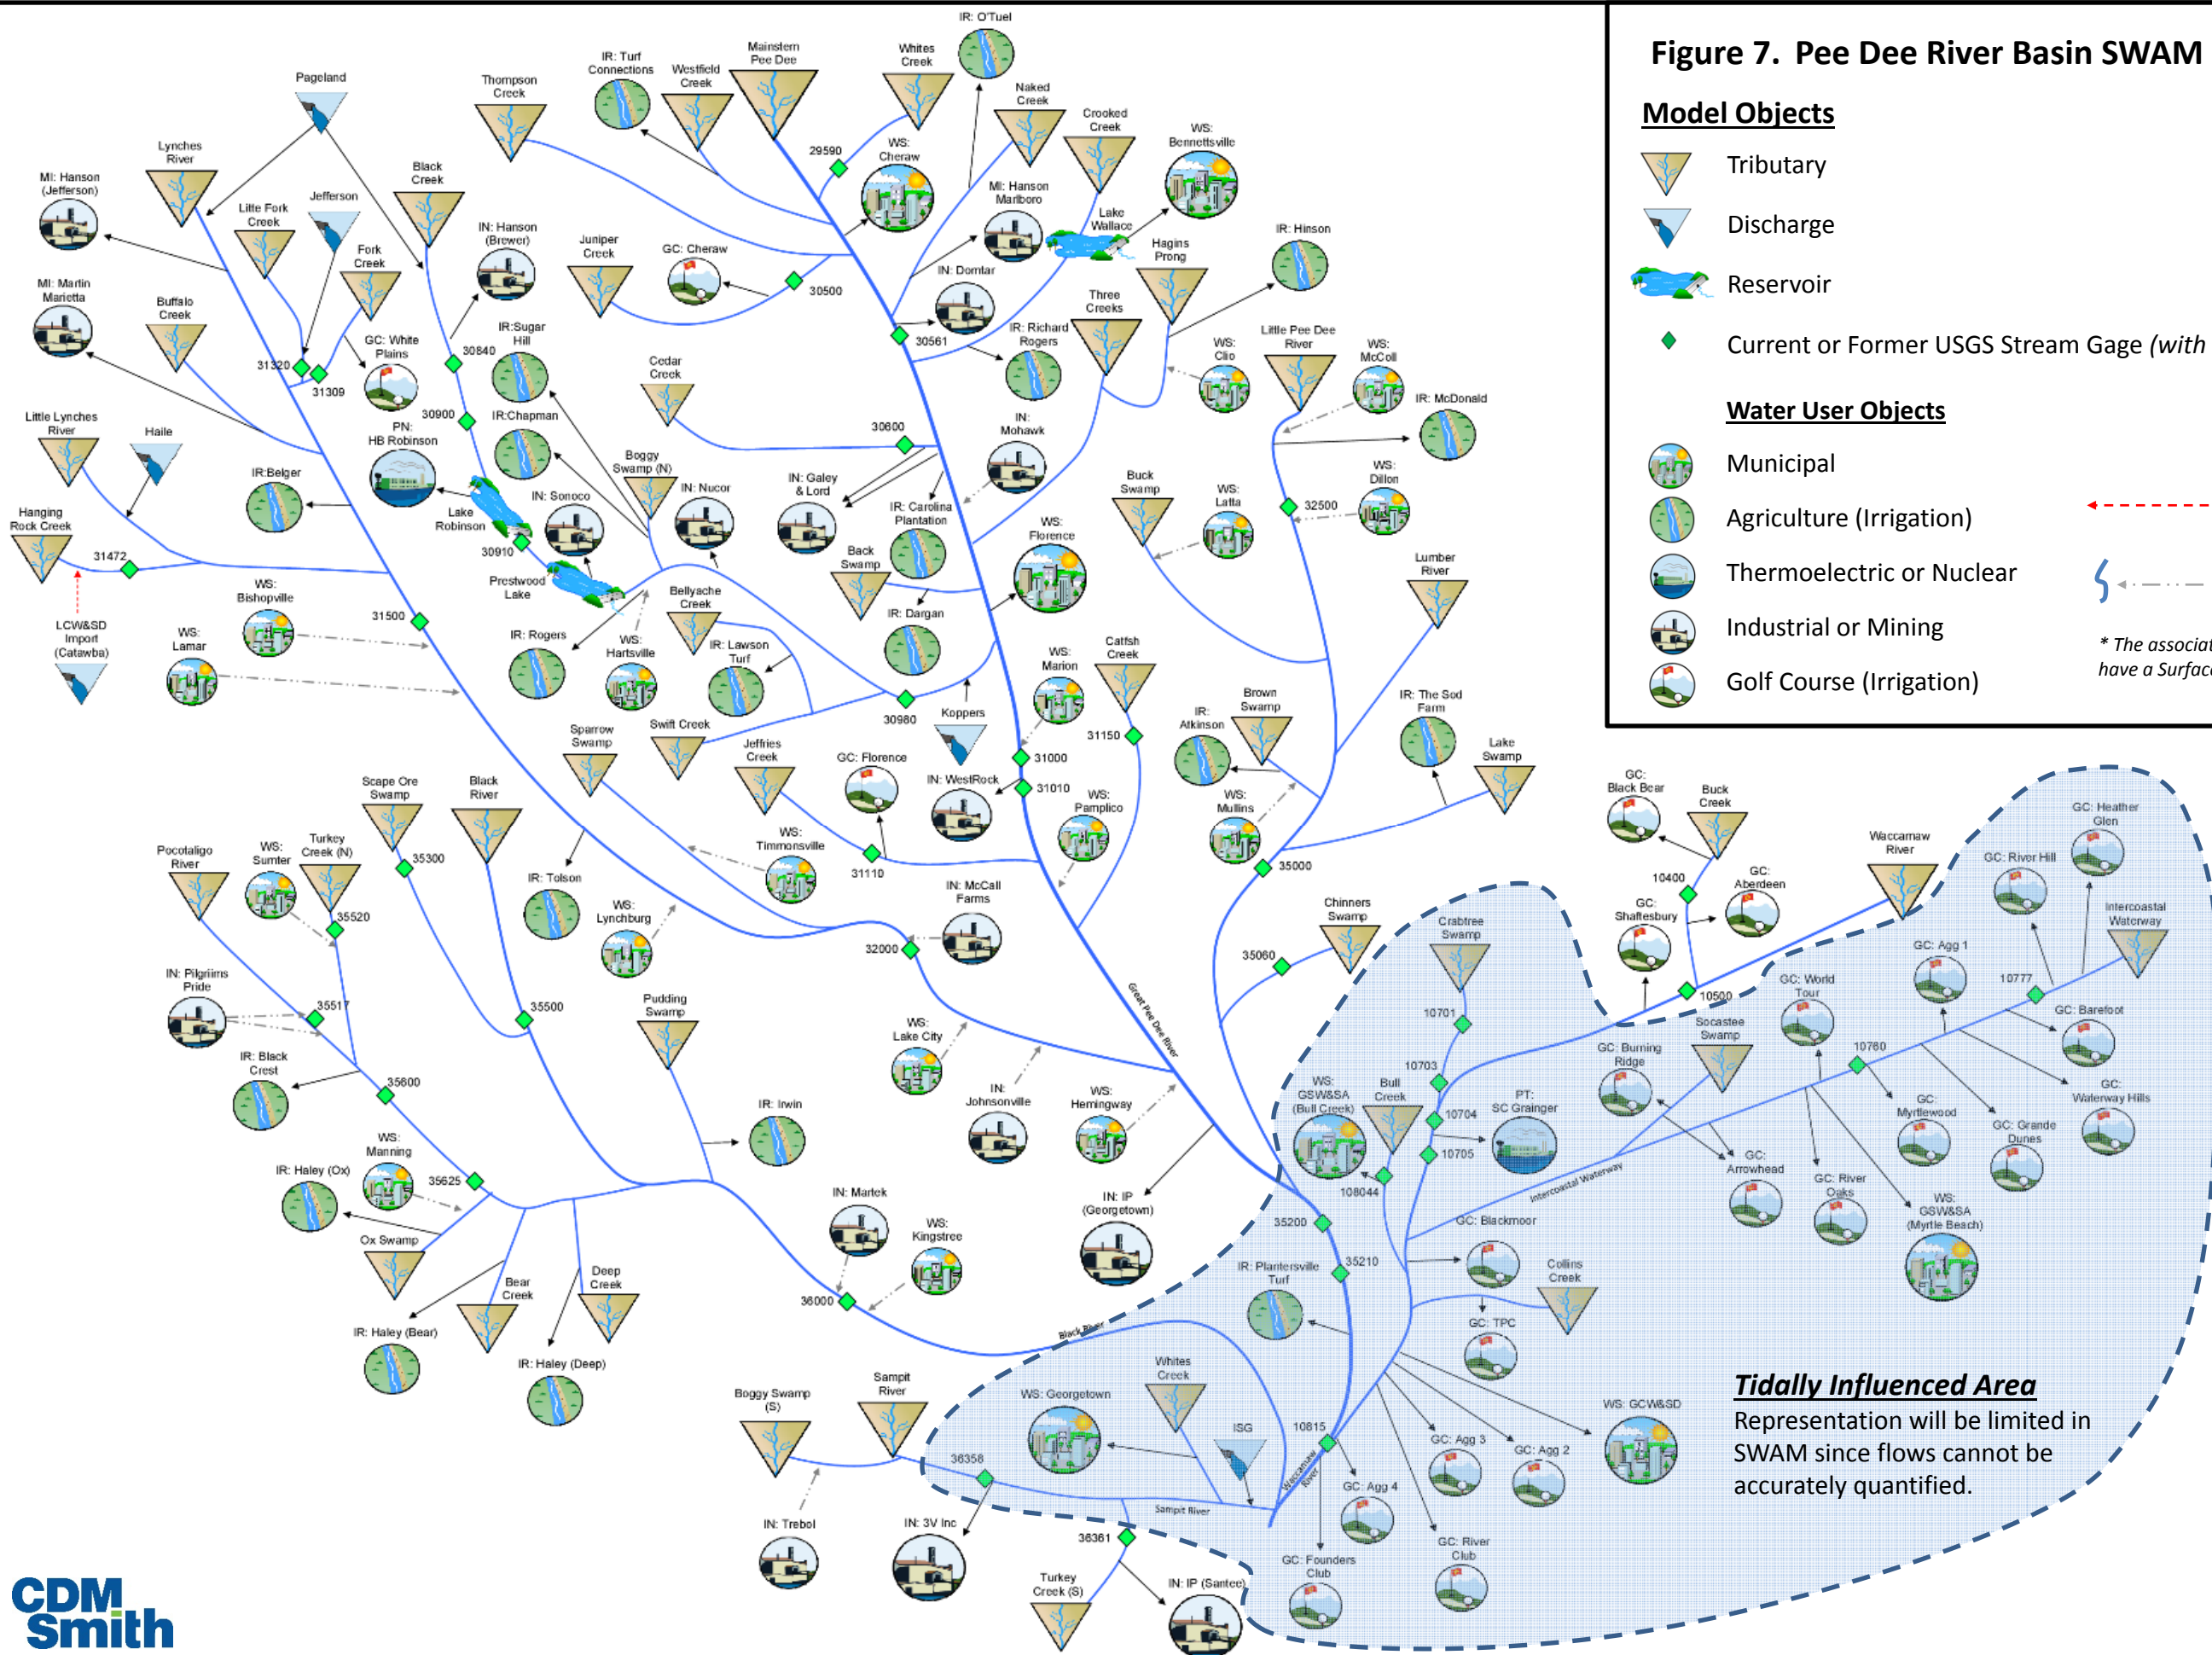 Figure 7. Pee Dee River Basin SWAM
Model Objects
Tributary
Discharge
Reservoir
Current or Former USGS Stream Gage (with
Water User Objects
Municipal
Agriculture (Irrigation)
Thermoelectric or Nuclear
Industrial or Mining
Golf Course (Irrigation)
* The associat
have a Surfac
IR: O'Tuel
Mainstem
Pee Dee
Whites
Creek
IR: Turf
Connections
Westfield
Creek
Thompson
Creek
Pageland
Naked
Creek
Crooked
Creek
WS:
Bennettsville
29590
WS:
Cheraw
Lynches
River
Black
Creek
MI: Hanson
(Jefferson)
Jefferson
Litte Fork
Creek
Fork
Creek
IN: Hanson
(Brewer)
Juniper
Creek
GC: Cheraw
30500
MI: Hanson
Marlboro
Lake
Wallace
Hagins
Prong
IR: Hinson
IN: Domtar
MI: Martin
Marietta
Buffalo
Creek
Three
Creeks
30561
IR: Richard
Rogers
Little Pee Dee
River
WS:
Clio
WS:
McColl
31320
31309
GC: White
Plains
30840
IR:Sugar
Hill
Cedar
Creek
IR: McDonald
30900
IR:Chapman
30600
IN:
Mohawk
Little Lynches
River
Haile
PN:
HB Robinson
IR:Belger
Boggy
Swamp (N)
IN: Nucor
IN: Galey
& Lord
Buck
Swamp
WS:
Latta
WS:
Dillon
32500
Hanging
Rock Creek
Lake
Robinson
IN: Sonoco
IR: Carolina
Plantation
WS:
Florence
31472
30910
Back
Swamp
Lumber
River
WS:
Bishopville
Prestwood
Lake
Bellyache
Creek
IR: Dargan
31500
LCW&SD
Import
(Catawba)
WS:
Lamar
IR: Rogers
WS:
Hartsville
IR: Lawson
Turf
WS:
Marion
Catfsh
Creek
30980
Koppers
Brown
Swamp
IR:
Atkinson
IR: The Sod
Farm
Sparrow
Swamp
Swift Creek
Jeffries
Creek
GC: Florence
31000
31150
Lake
Swamp
IN: WestRock
31010
WS:
Pamplico
WS:
Mullins
Scape Ore
Swamp
Black
River
GC:
Black Bear
Buck
Creek
GC: Heather
Glen
Pocotaligo
River
WS:
Sumter
Turkey
Creek (N)
35300
WS:
Timmonsville
31110
35000
Waccamaw
River
GC: River Hill
IR: Tolson
IN: McCall
Farms
10400
GC:
Aberdeen
35520
WS:
Lynchburg
Chinners
Swamp
GC:
Shaftesbury
Crabtree
Swamp
Intercoastal
Waterway
32000
35060
GC: Agg 1
IN: Pilgriims
Pride
35517
35500
Pudding
Swamp
Great Pee Dee River
10500
GC: World
Tour
10777
GC: Barefoot
WS:
Lake City
10701
Socastee
Swamp
IR: Black
Crest
GC: Burning
Ridge
10760
35600
10703
IN:
Johnsonville
WS:
Hemingway
WS:
GSW&SA
(Bull Creek)
Bull
Creek
GC:
Waterway Hills
IR: Irwin
10704
PT:
SC Grainger
GC:
Myrtlewood
GC: Grande
Dunes
WS:
Manning
10705
GC:
Arrowhead
IR: Haley (Ox)
35625
Intercoastal Waterway
GC: River
Oaks
IN: Martek
IN: IP
(Georgetown)
108044
WS:
GSW&SA
(Myrtle Beach)
Ox Swamp
WS:
Kingstree
35200
GC: Blackmoor
Bear
Creek
Deep
Creek
35210
IR: Plantersville
Turf
Collins
Creek
36000
IR: Haley (Bear)
Black River
GC: TPC
IR: Haley (Deep)
Whites
Creek
Boggy Swamp
(S)
Sampit
River
WS: Georgetown
Tidally Influenced Area
Representation will be limited in
SWAM since flows cannot be
accurately quantified.
WS: GCW&SD
ISG
10815
GC: Agg 3
GC: Agg 2
36358
Waccamaw
River
GC: Agg 4
Sampit River
IN: Trebol
IN: 3V Inc
36361
GC: River
Club
GC: Founders
Club
Turkey
Creek (S)
IN: IP (Santee)
CDM
Smith